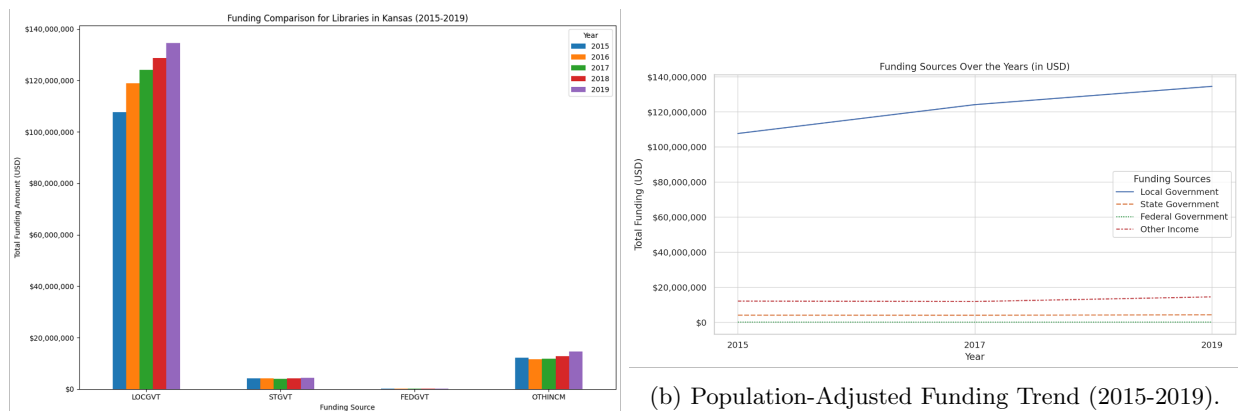 Funding Comparison for Libraries in Kansas (2015-2019)
$140,000,000
$120,000,000
$100,000,000
$80,000,000
$60,000,000
$40,000,000
$20,000,000
$0
Total Funding Amount (USD)
Year
2015
2016
2017
2018
2019
LOCGVT STGVT FEDGVT OTHINCM
Funding Source
Funding Sources Over the Years (in USD)
$140,000,000
$120,000,000
$100,000,000
$80,000,000
$60,000,000
$40,000,000
$20,000,000
$0
Total Funding (USD)
Funding Sources
Local Government
State Government
Federal Government
Other Income
2015 2017 2019
Year
(b) Population-Adjusted Funding Trend (2015-2019).